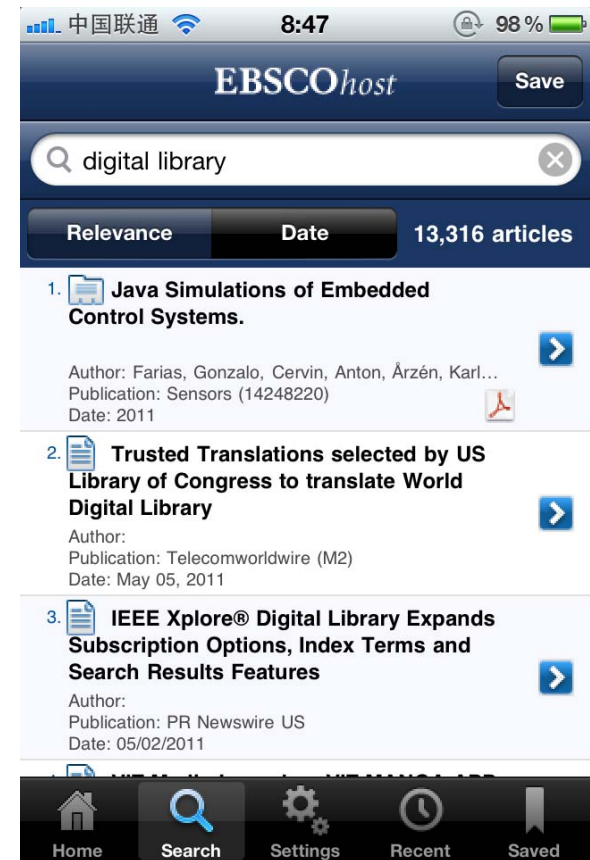 中国联通 8:47 98%
EBSCOhost Save
digital library
Relevance Date 13,316 articles
1. Java Simulations of Embedded
Control Systems.
Author: Farias, Gonzalo, Cervin, Anton, Årzén, Karl...
Publication: Sensors (14248220)
Date: 2011
2. Trusted Translations selected by US
Library of Congress to translate World
Digital Library
Author:
Publication: Telecomworldwire (M2)
Date: May 05, 2011
3. IEEE Xplore® Digital Library Expands
Subscription Options, Index Terms and
Search Results Features
Author:
Publication: PR Newswire US
Date: 05/02/2011
Home Search Settings Recent Saved